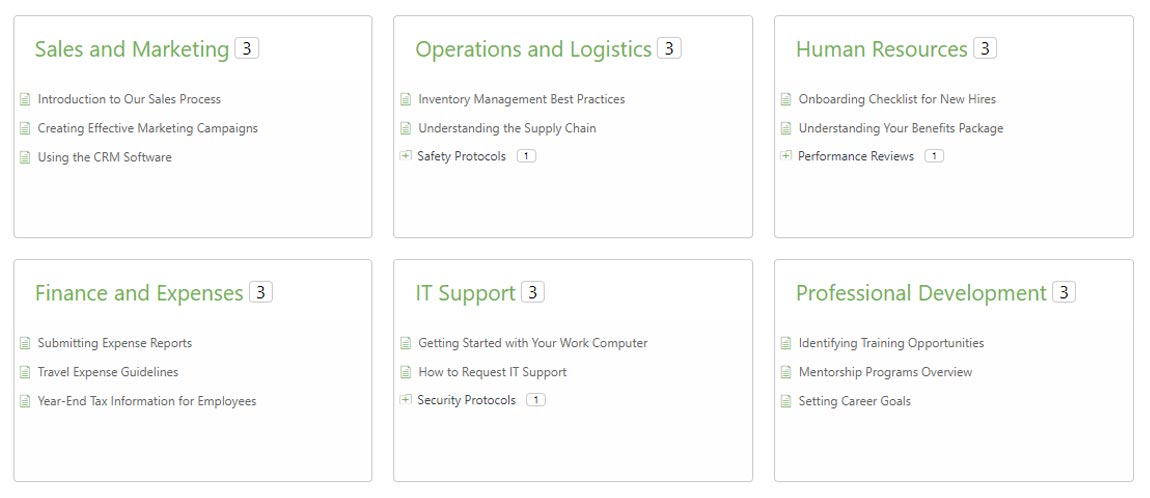 Sales and Marketing 3
Introduction to Our Sales Process
Creating Effective Marketing Campaigns
Using the CRM Software
Operations and Logistics 3
Inventory Management Best Practices
Understanding the Supply Chain
Safety Protocols 1
Human Resources 3
Onboarding Checklist for New Hires
Understanding Your Benefits Package
Performance Reviews 1
Finance and Expenses 3
Submitting Expense Reports
Travel Expense Guidelines
Year-End Tax Information for Employees
IT Support 3
Getting Started with Your Work Computer
How to Request IT Support
Security Protocols 1
Professional Development 3
Identifying Training Opportunities
Mentorship Programs Overview
Setting Career Goals